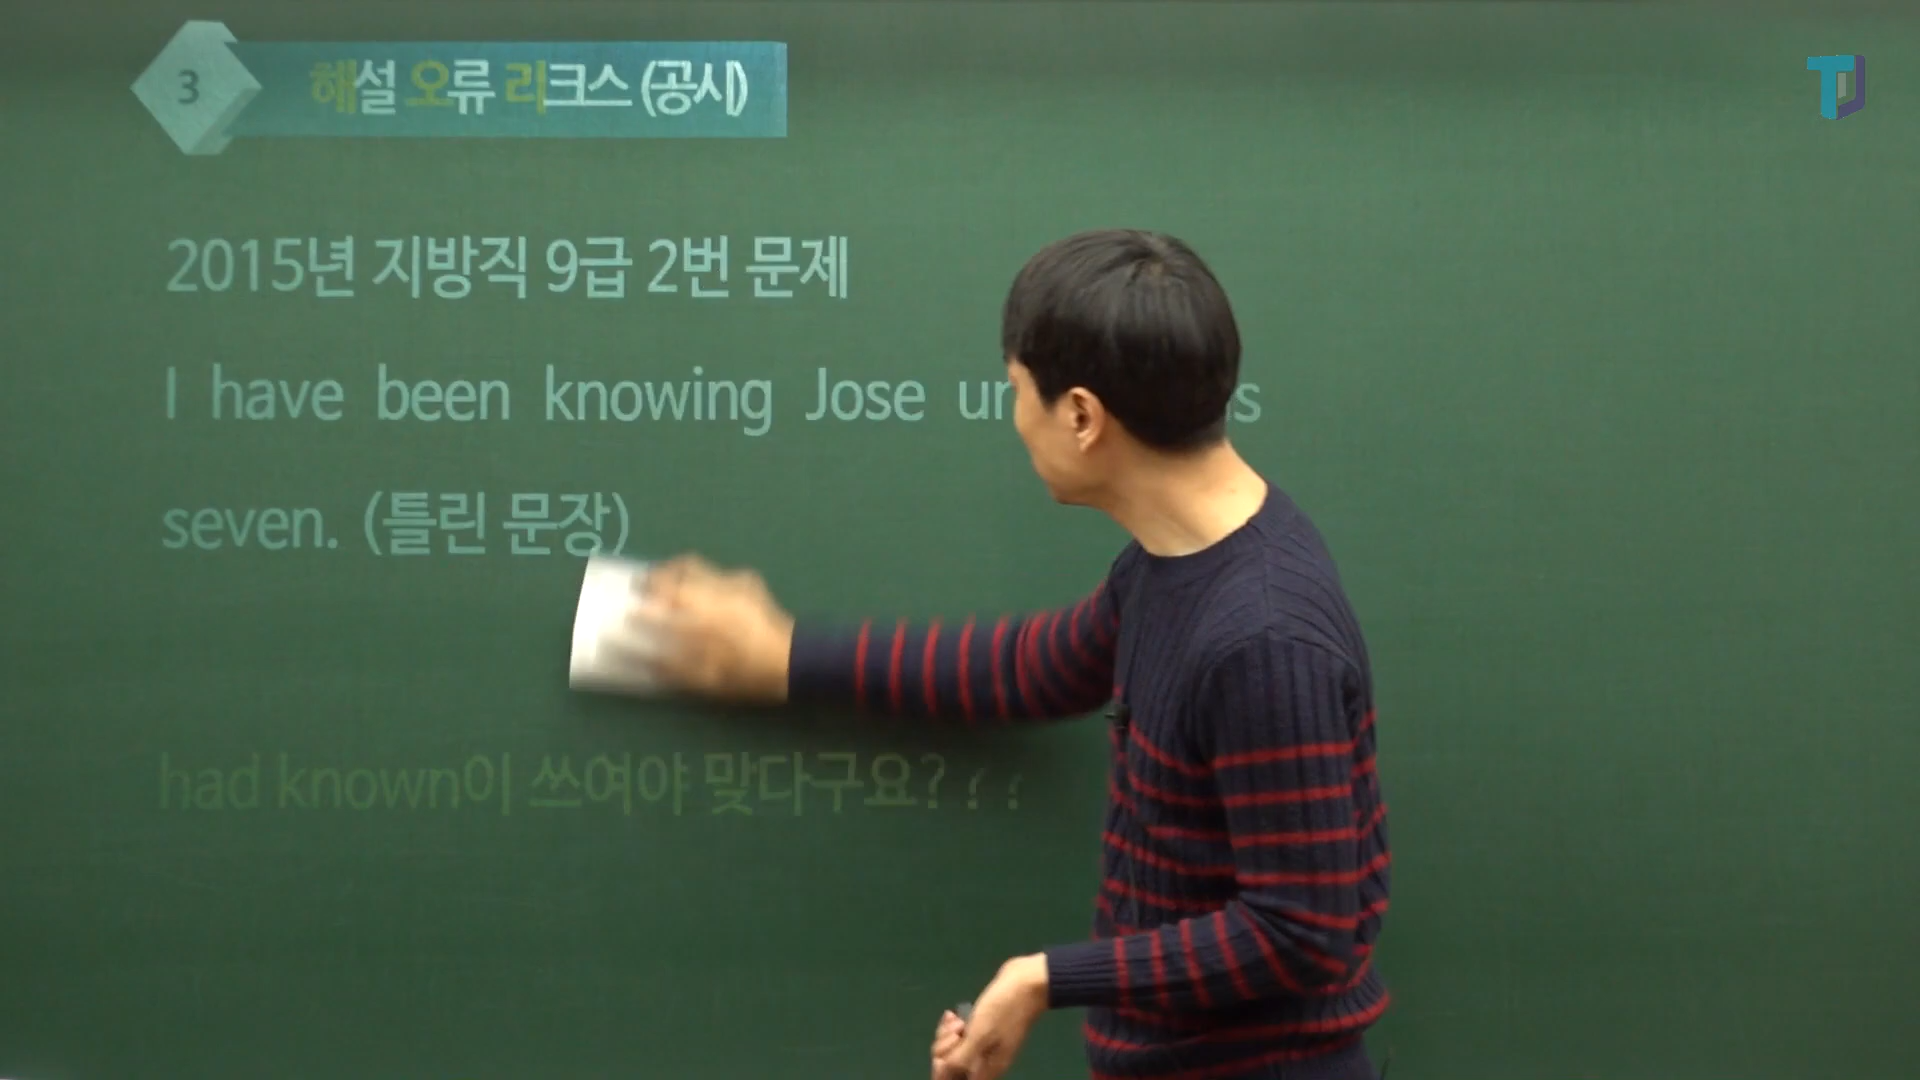 3
해설 오류 리크스 (공시)
2015년 지방직 9급 2번 문제
I have been knowing Jose
seven. (틀린 문장)
had known이 쓰여야 맞다구요? ? ?